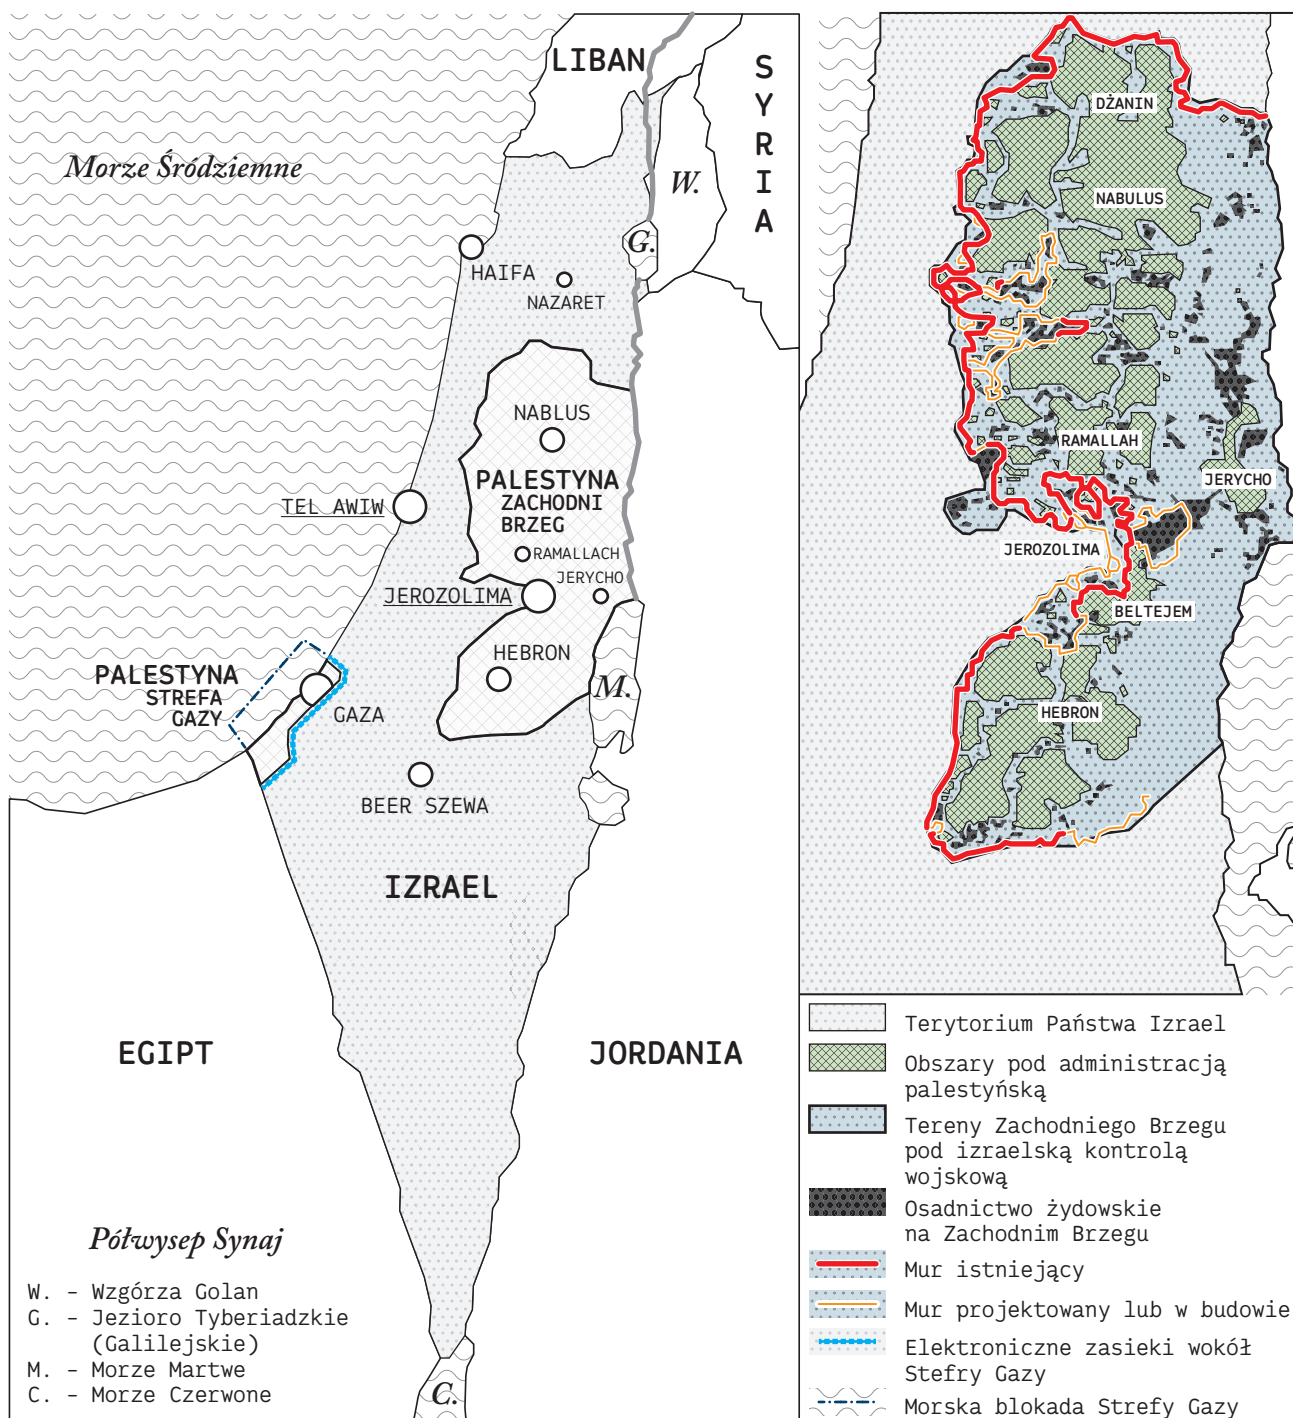 LIBAN
SYRIA
Morze Śródziemne
W.
G.
HAIFA
NAZARET
NABLUS
PALESTYNA
ZACHODNI
BRZEG
TEL AWIW
RAMALLACH
JERYCHO
JEROZOLIMA
HEBRON
PALESTYNA
STREFA
GAZY
GAZA
M.
BEER SZEWA
IZRAEL
EGIPT
JORDANIA
Półwysep Synaj
W. – Wzgórza Golan
G. – Jezioro Tyberiadzkie
(Galilejskie)
M. – Morze Martwe
C. – Morze Czerwone
C.
DŻANIN
NABULUS
RAMALLAH
JERYCHO
JEROZOLIMA
BELTEJEM
HEBRON
Terytorium Państwa Izrael
Obszary pod administracją
palestyńską
Tereny Zachodniego Brzegu
pod izraelską kontrolą
wojskową
Osadnictwo żydowskie
na Zachodnim Brzegu
Mur istniejący
Mur projektowany lub w budowie
Elektroniczne zasieki wokół
Stefry Gazy
Morska blokada Strefy Gazy